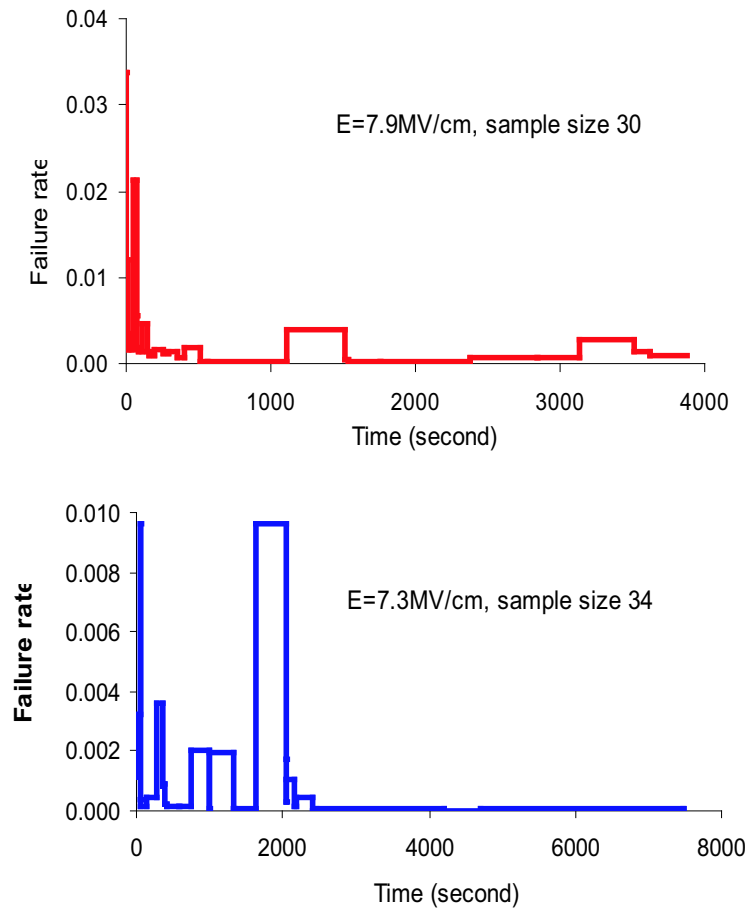 0.04
E=7.9MV/cm, sample size 30
0.03
0.02
0.01
0.00
Failure rate
0 1000 2000 3000 4000
Time (second)
0.010
E=7.3MV/cm, sample size 34
0.008
0.006
0.004
0.002
0.000
Failure rate
0 2000 4000 6000 8000
Time (second)